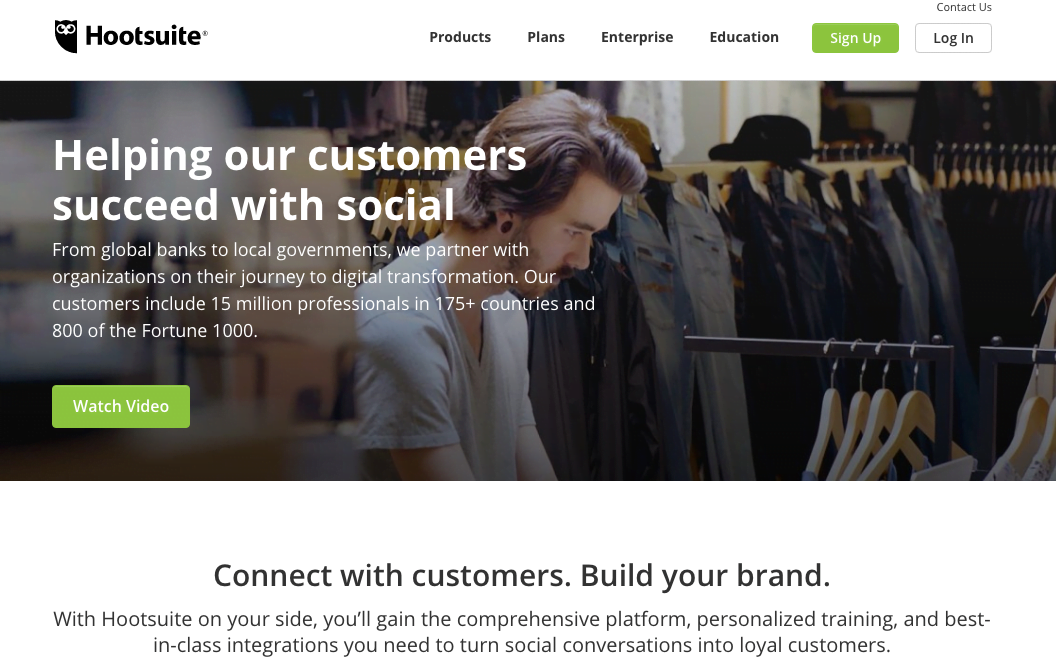 Contact Us
Hootsuite®
Products Plans Enterprise Education Sign Up Log In
Helping our customers
succeed with social
From global banks to local governments, we partner with
organizations on their journey to digital transformation. Our
customers include 15 million professionals in 175+ countries and
800 of the Fortune 1000.
Watch Video
Connect with customers. Build your brand.
With Hootsuite on your side, you’ll gain the comprehensive platform, personalized training, and best-
in-class integrations you need to turn social conversations into loyal customers.